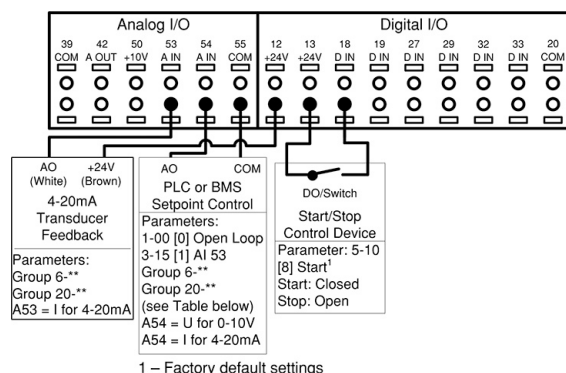 Analog I/O
Digital I/O
39 42 50 53 54 55 12 13 18 19 27 29 32 33 20
COM A OUT +10V A IN A IN COM +24V +24V D IN D IN D IN D IN D IN D IN COM
AO +24V
(White) (Brown)
4-20mA
Transducer
Feedback
Parameters:
Group 6-**
Group 20-**
A53 = I for 4-20mA
AO COM
PLC or BMS
Setpoint Control
Parameters:
1-00 [0] Open Loop
3-15 [1] AI 53
Group 6-**
Group 20-**
(see Table below)
A54 = U for 0-10V
A54 = I for 4-20mA
DO/Switch
Start/Stop
Control Device
Parameter: 5-10
[8] Start¹
Start: Closed
Stop: Open
1 – Factory default settings